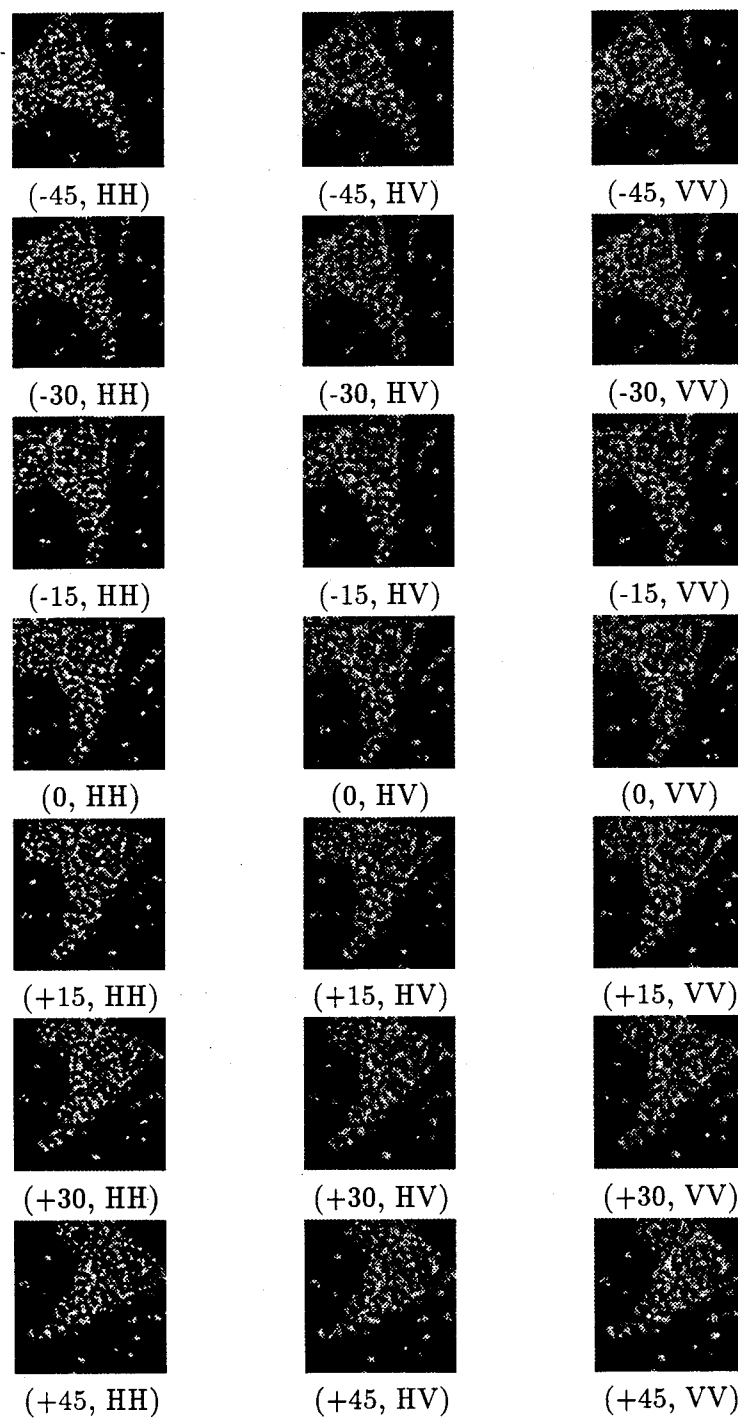 (-45, HH) (-45, HV) (-45, VV)
(-30, HH) (-30, HV) (-30, VV)
(-15, HH) (-15, HV) (-15, VV)
(0, HH) (0, HV) (0, VV)
(+15, HH) (+15, HV) (+15, VV)
(+30, HH) (+30, HV) (+30, VV)
(+45, HH) (+45, HV) (+45, VV)